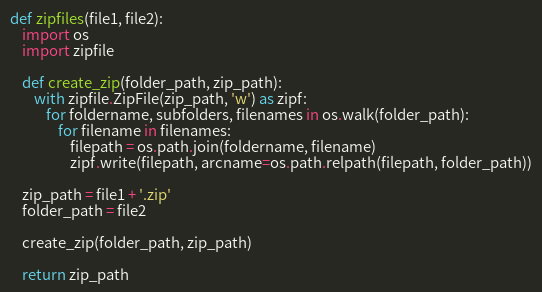 def zipfiles(file1, file2):
    import os
    import zipfile

    def create_zip(folder_path, zip_path):
        with zipfile.ZipFile(zip_path, 'w') as zipf:
            for foldername, subfolders, filenames in os.walk(folder_path):
                for filename in filenames:
                    filepath = os.path.join(foldername, filename)
                    zipf.write(filepath, arcname=os.path.relpath(filepath, folder_path))

    zip_path = file1 + '.zip'
    folder_path = file2

    create_zip(folder_path, zip_path)

    return zip_path